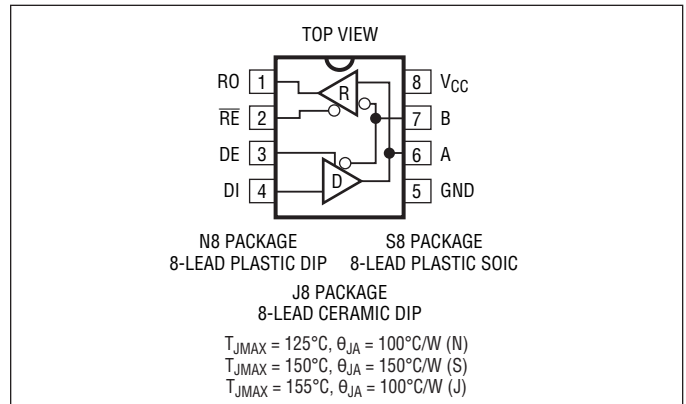 TOP VIEW
RO 1
R
8 VCC
RE 2
7 B
DE 3
6 A
DI 4
D
5 GND
N8 PACKAGE
8-LEAD PLASTIC DIP
S8 PACKAGE
8-LEAD PLASTIC SOIC
J8 PACKAGE
8-LEAD CERAMIC DIP
TJMAX = 125°C, θJA = 100°C/W (N)
TJMAX = 150°C, θJA = 150°C/W (S)
TJMAX = 155°C, θJA = 100°C/W (J)